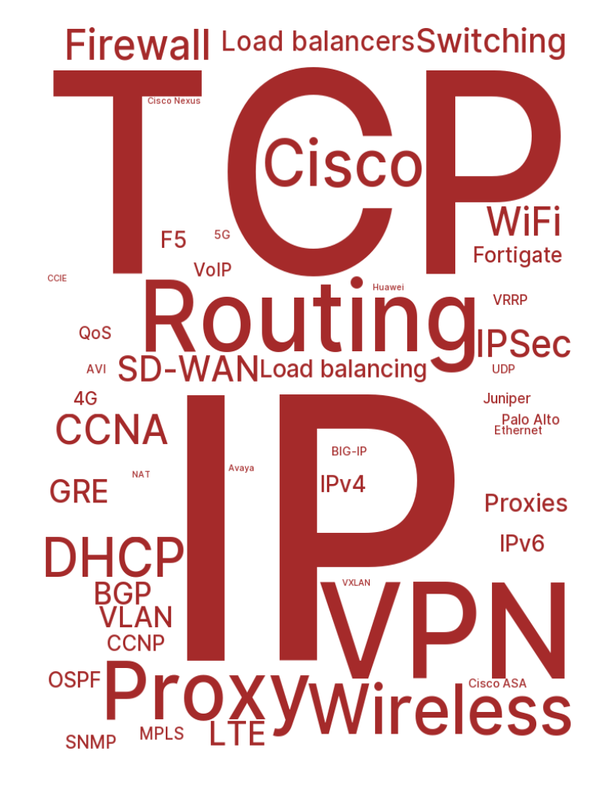 Firewall
Load balancers
Switching
TCP
Cisco Nexus
Cisco
WiFi
F5
5G
Fortigate
VoIP
CCIE
Huawei
Routing
VRRP
QoS
IPSec
AVI
SD-WAN
Load balancing
UDP
4G
Juniper
CCNA
Palo Alto
Ethernet
IP
BIG-IP
Avaya
NAT
IPv4
GRE
Proxies
IPv6
DHCP
VXLAN
BGP
VPN
VLAN
CCNP
OSPF
Proxy
Cisco ASA
Wireless
SNMP
MPLS
LTE